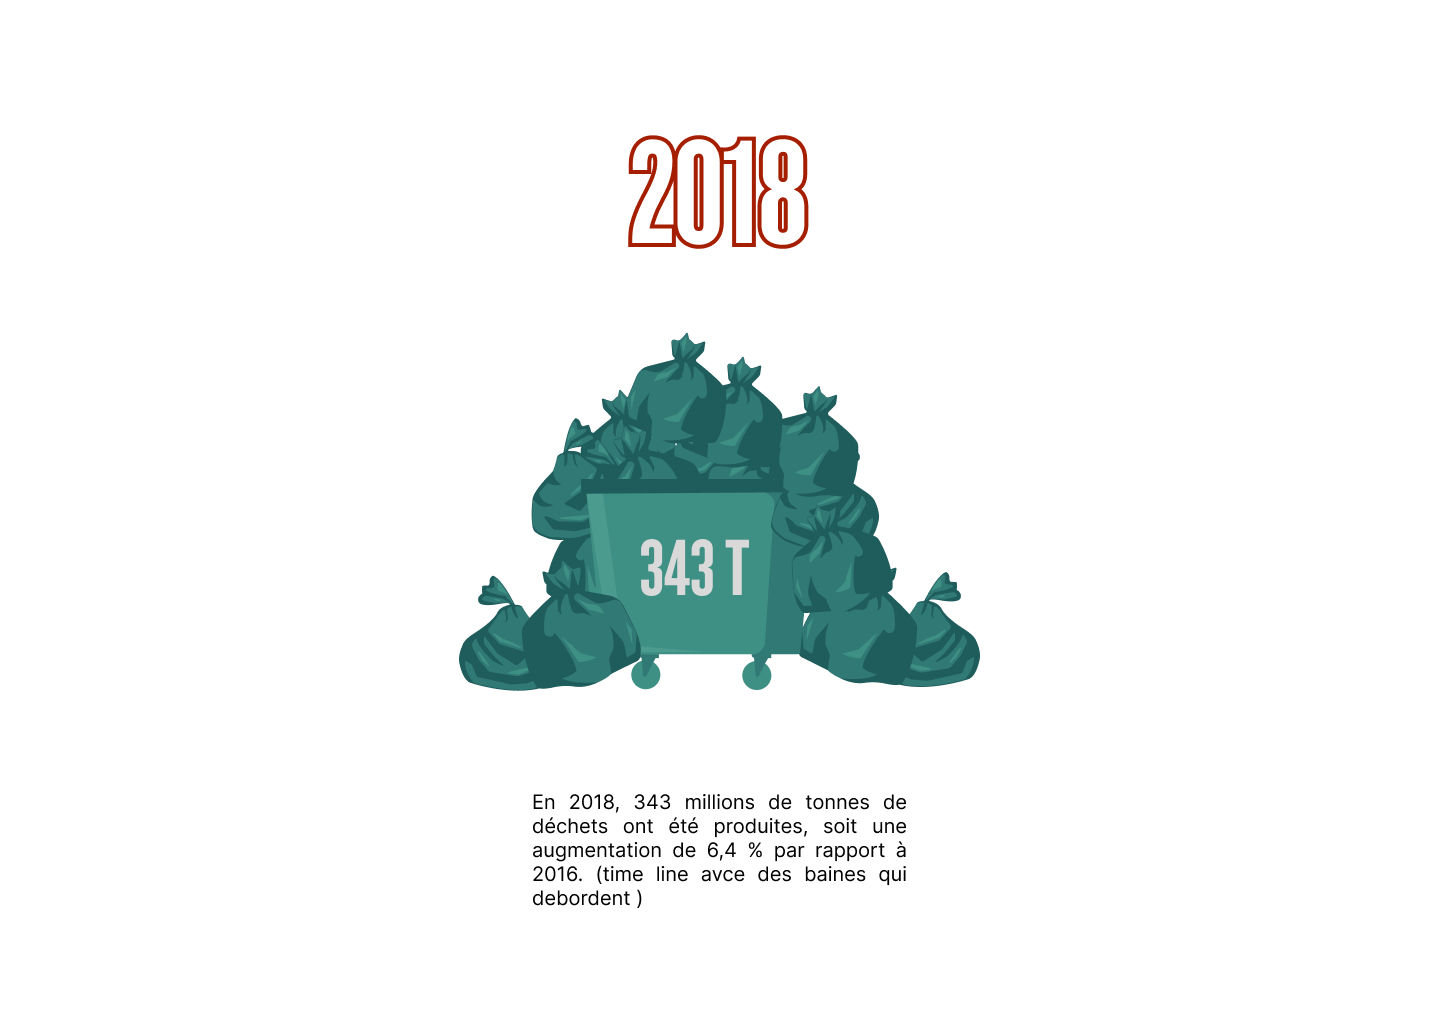 2018
343 T
En 2018, 343 millions de tonnes de
déchets ont été produites, soit une
augmentation de 6,4 % par rapport à
2016. (time line avce des baines qui
debordent )